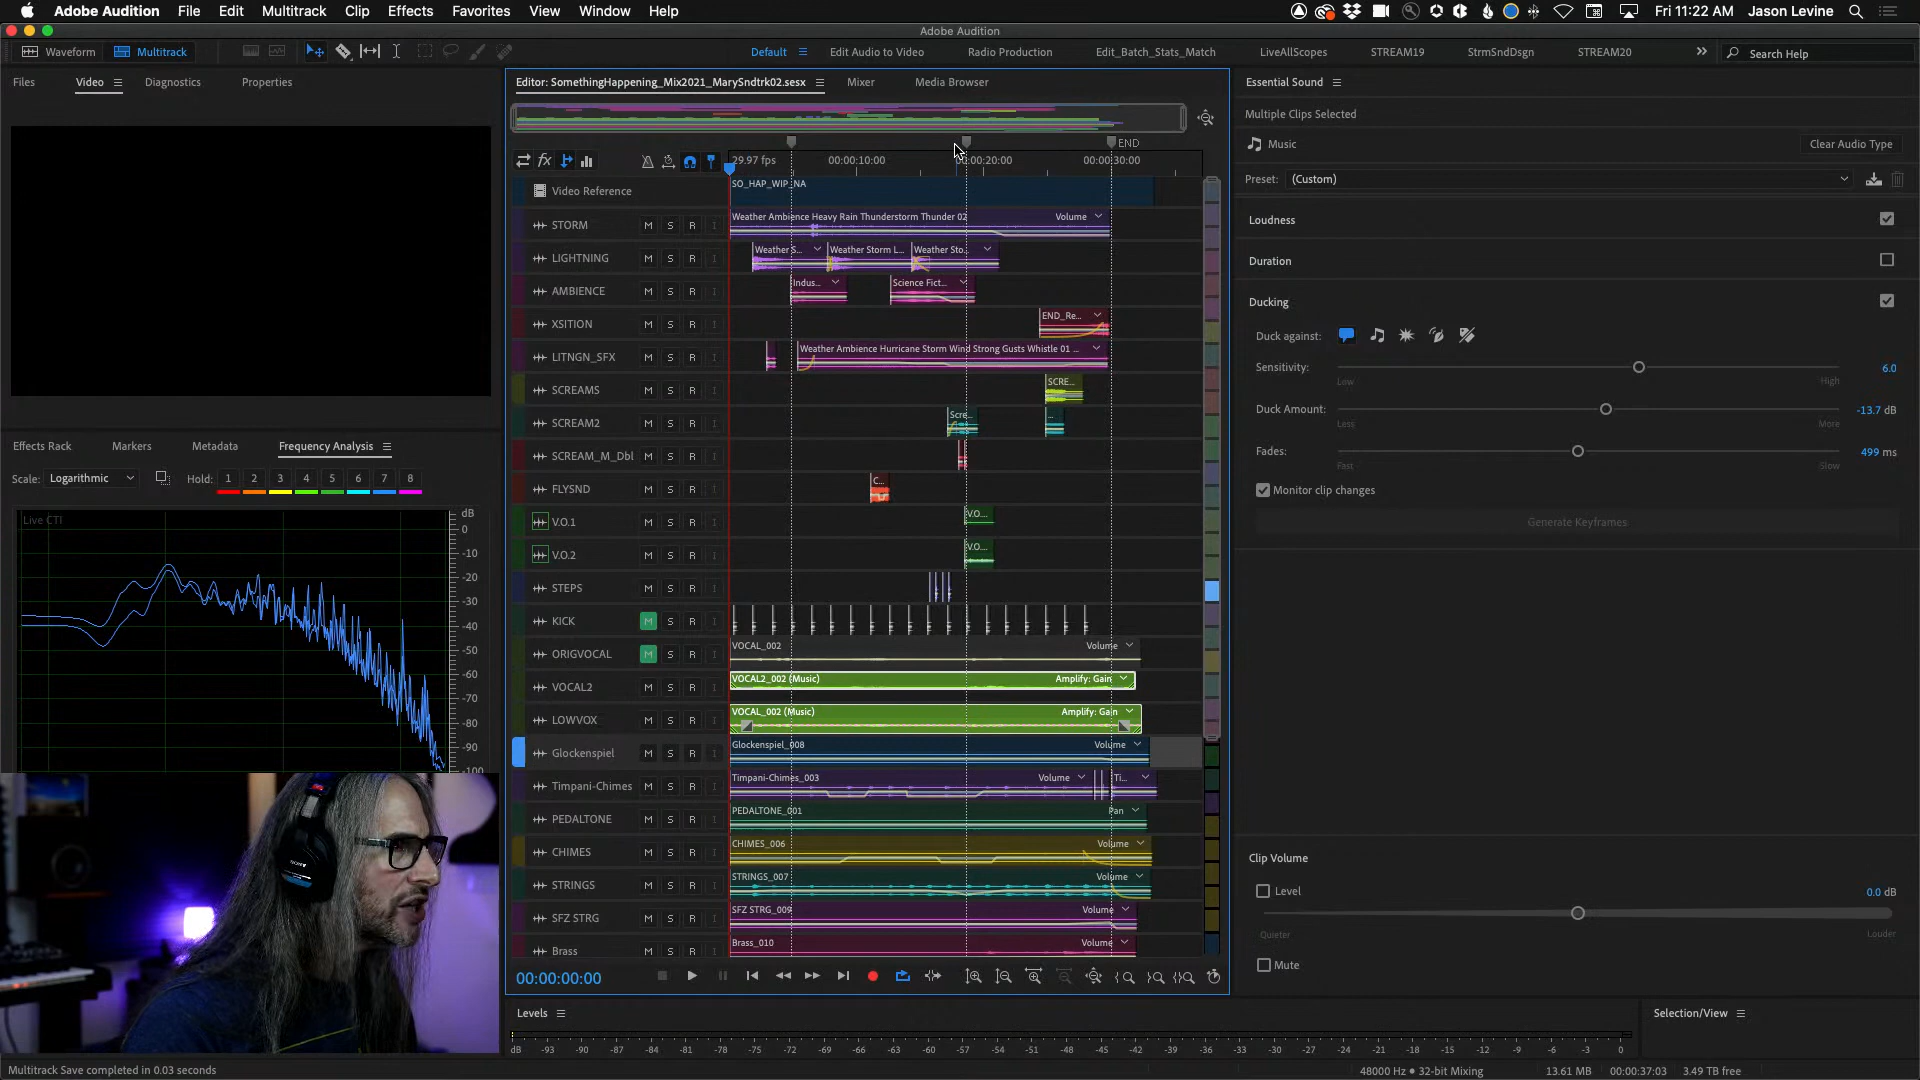 Adobe Audition File Edit Multitrack Clip Effects Favorites View Window Help Fri 11:22 AM Jason Levine
Adobe Audition
Waveform Multitrack Default Edit Audio to Video Radio Production Edit_Batch_Stats_Match LiveAllScopes STREAM19 StrmSndDsgn STREAM20 Search Help
Files Video Diagnostics Properties
Editor: SomethingHappening_Mix2021_MarySndtrk02.sesx Mixer Media Browser
END
29.97 fps 00:00:10:00 00:00:20:00 00:00:30:00
Video Reference SO_HAP_WIP_NA
STORM M S R I Weather Ambience Heavy Rain Thunderstorm Thunder 02 Volume
LIGHTNING M S R I Weather S... Weather Storm L... Weather Sto...
AMBIENCE M S R I Indus... Science Fict...
XSITION M S R I END_Re...
LITNGN_SFX M S R I Weather Ambience Hurricane Storm Wind Strong Gusts Whistle 01 ...
SCREAMS M S R I SCRE...
SCREAM2 M S R I Scre... ...
SCREAM_M_Dbl M S R I
FLYSND M S R I C...
V.O.1 M S R I V.O...
V.O.2 M S R I V.O...
STEPS M S R I
KICK M S R I
ORIGVOCAL M S R I VOCAL_002 Volume
VOCAL2 M S R I VOCAL2_002 (Music) Amplify: Gain
LOWVOX M S R I VOCAL_002 (Music) Amplify: Gain
Glockenspiel M S R I Glockenspiel_008 Volume
Timpani-Chimes M S R I Timpani-Chimes_003 Volume Ti...
PEDALTONE M S R I PEDALTONE_001 Pan
CHIMES M S R I CHIMES_006 Volume
STRINGS M S R I STRINGS_007 Volume
SFZ STRG M S R I SFZ STRG_009 Volume
Brass M S R I Brass_010 Volume
00:00:00:00
Effects Rack Markers Metadata Frequency Analysis
Scale: Logarithmic Hold: 1 2 3 4 5 6 7 8
Live CTI
dB
0
-10
-20
-30
-40
-50
-60
-70
-80
-90
-100
SONY
Essential Sound
Multiple Clips Selected
Music Clear Audio Type
Preset: (Custom)
Loudness
Duration
Ducking
Duck against:
Sensitivity: 6.0
Low High
Duck Amount: -13.7 dB
Less More
Fades: 499 ms
Fast Slow
Monitor clip changes
Generate Keyframes
Clip Volume
Level 0.0 dB
Quieter Louder
Mute
Levels Selection/View
dB -93 -90 -87 -84 -81 -78 -75 -72 -69 -66 -63 -60 -57 -54 -51 -48 -45 -42 -39 -36 -33 -30 -27 -24 -21 -18 -15 -12 -9 -6 -3 0
Multitrack Save completed in 0.03 seconds 48000 Hz • 32-bit Mixing 13.61 MB 00:00:37:03 3.49 TB free